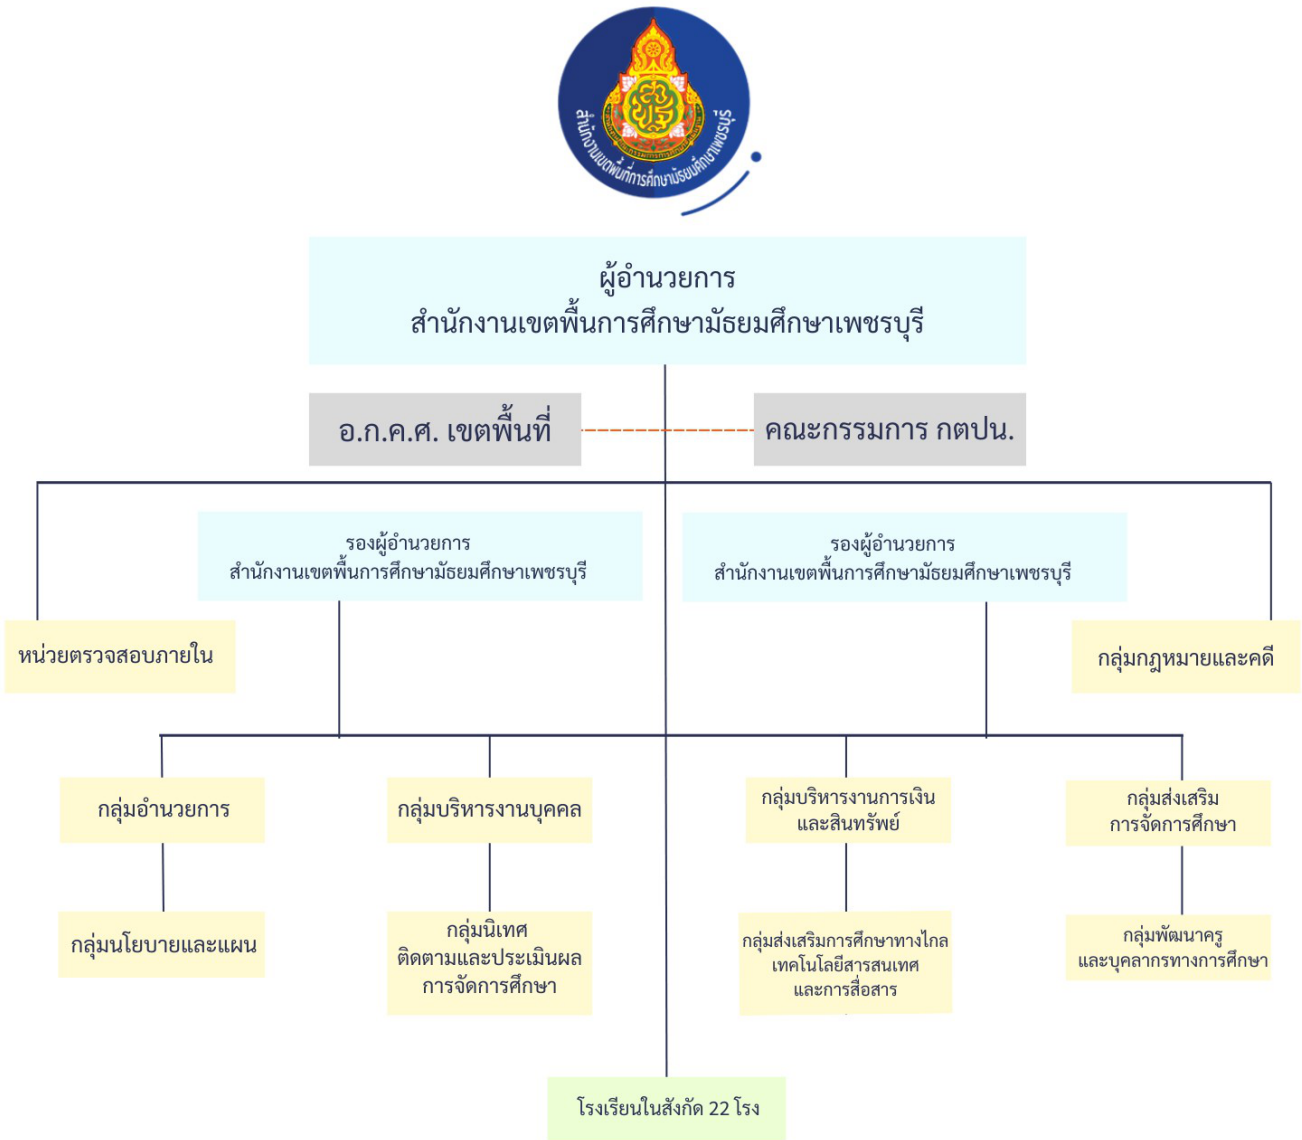 สำนักงานเขตพื้นที่การศึกษามัธยมศึกษาเพชรบุรี
ผู้อำนวยการ
สำนักงานเขตพื้นการศึกษามัธยมศึกษาเพชรบุรี
อ.ก.ค.ศ. เขตพื้นที่
คณะกรรมการ กตปน.
รองผู้อำนวยการ
สำนักงานเขตพื้นการศึกษามัธยมศึกษาเพชรบุรี
รองผู้อำนวยการ
สำนักงานเขตพื้นการศึกษามัธยมศึกษาเพชรบุรี
หน่วยตรวจสอบภายใน
กลุ่มกฎหมายและคดี
กลุ่มอำนวยการ
กลุ่มบริหารงานบุคคล
กลุ่มบริหารงานการเงิน
และสินทรัพย์
กลุ่มส่งเสริม
การจัดการศึกษา
กลุ่มนโยบายและแผน
กลุ่มนิเทศ
ติดตามและประเมินผล
การจัดการศึกษา
กลุ่มส่งเสริมการศึกษาทางไกล
เทคโนโลยีสารสนเทศ
และการสื่อสาร
กลุ่มพัฒนาครู
และบุคลากรทางการศึกษา
โรงเรียนในสังกัด 22 โรง